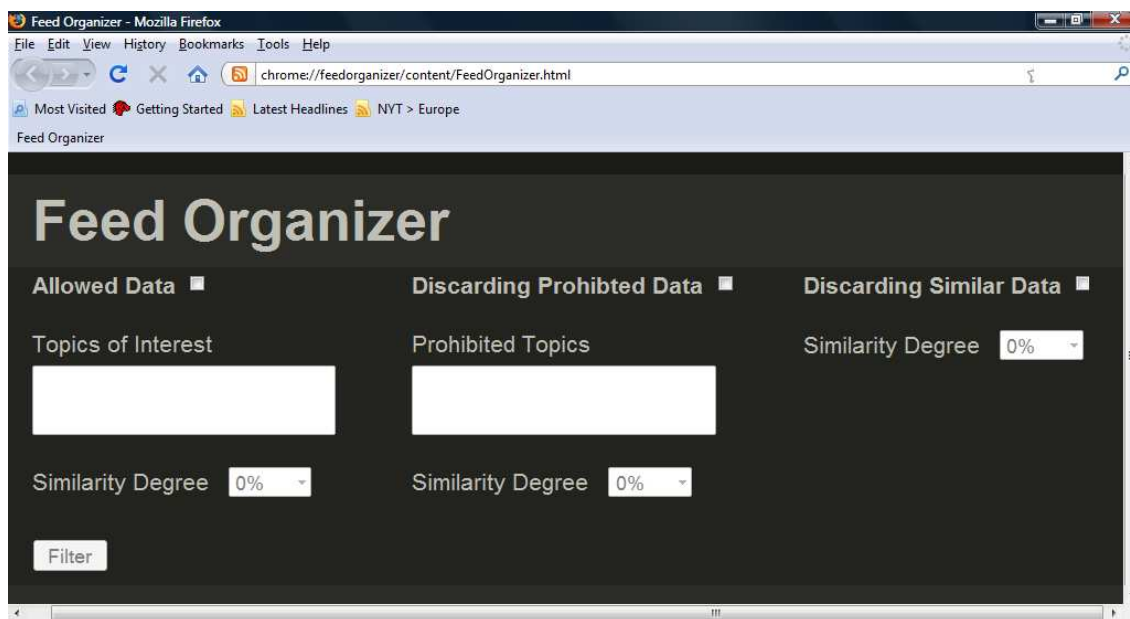 Feed Organizer - Mozilla Firefox
File Edit View History Bookmarks Tools Help
chrome://feedorganizer/content/FeedOrganizer.html
Most Visited Getting Started Latest Headlines NYT > Europe
Feed Organizer
Feed Organizer
Allowed Data Discarding Prohibted Data Discarding Similar Data
Topics of Interest Prohibited Topics Similarity Degree 0%
Similarity Degree 0% Similarity Degree 0%
Filter